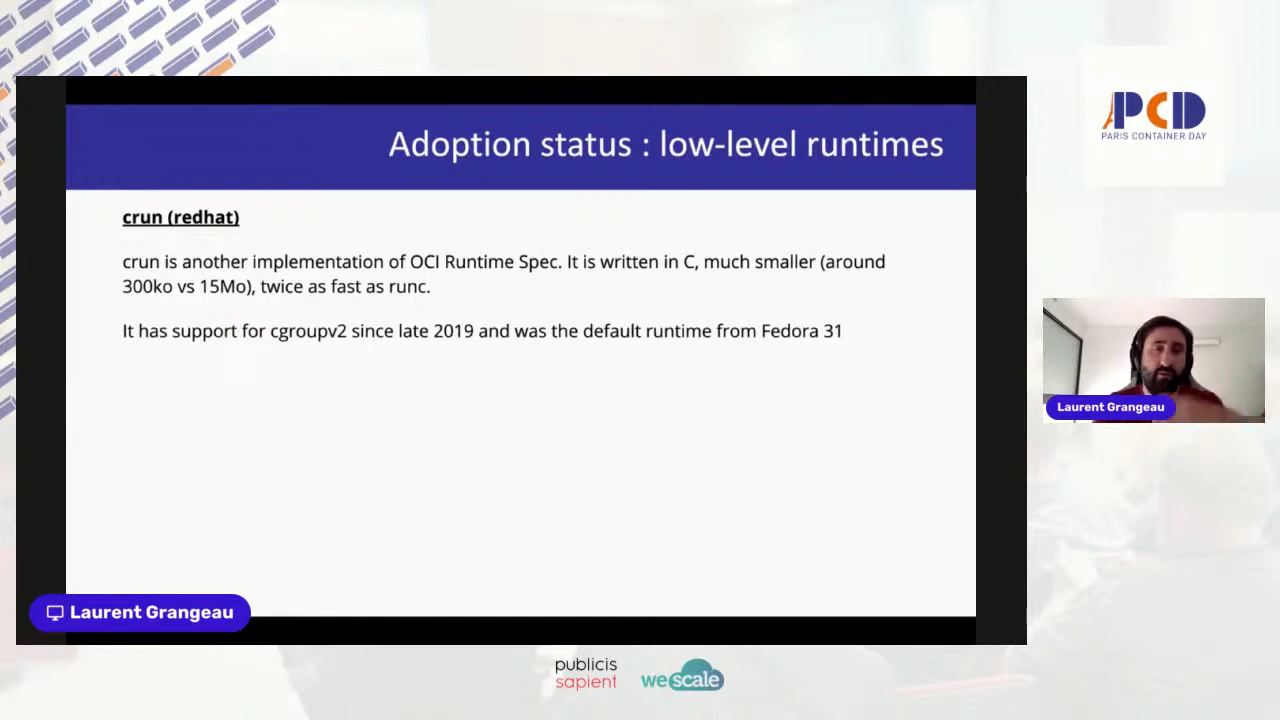 PCD
PARIS CONTAINER DAY
Adoption status : low-level runtimes
crun (redhat)
crun is another implementation of OCI Runtime Spec. It is written in C, much smaller (around
300ko vs 15Mo), twice as fast as runc.
It has support for cgroupv2 since late 2019 and was the default runtime from Fedora 31
Laurent Grangeau
Laurent Grangeau
publicis
sapient
wescale